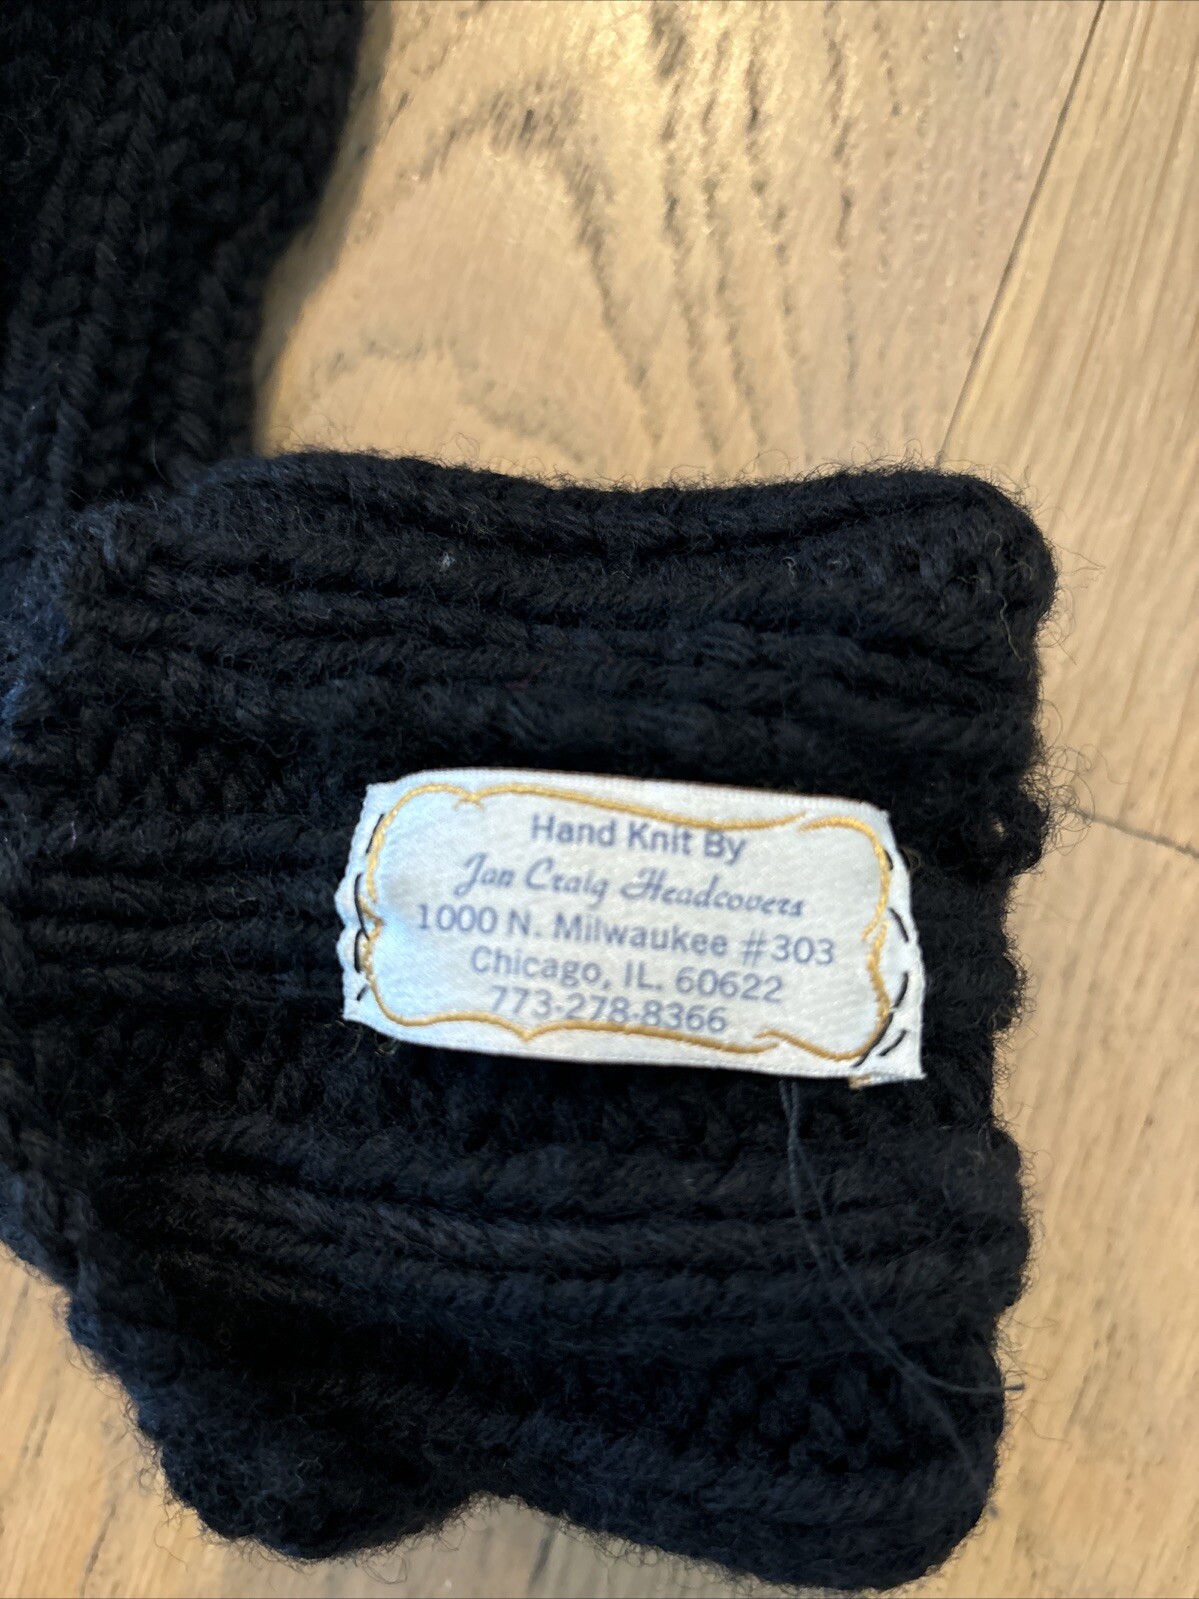 Hand Knit By
Jan Craig Headcovers
1000 N. Milwaukee #303
Chicago, IL. 60622
773-278-8366